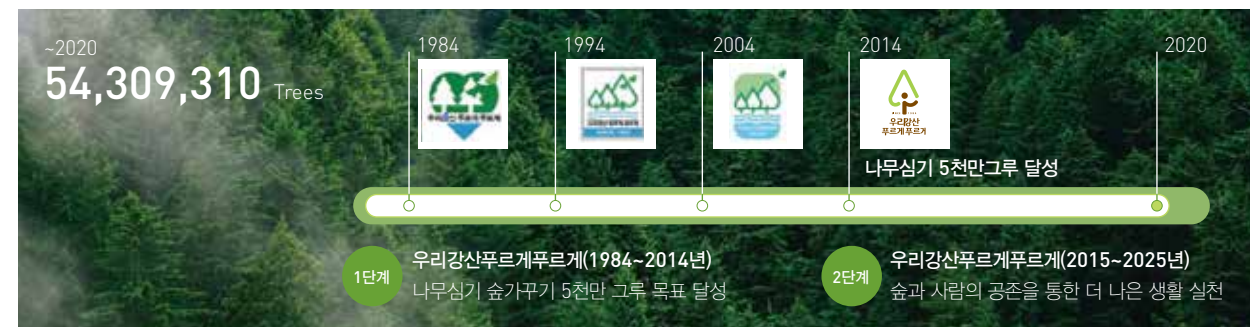 ~2020
54,309,310 Trees
1984
1994
2004
2014
2020
우리강산
푸르게푸르게
나무심기 5천만그루 달성
1단계
우리강산푸르게푸르게(1984~2014년)
나무심기 숲가꾸기 5천만 그루 목표 달성
2단계
우리강산푸르게푸르게(2015~2025년)
숲과 사람의 공존을 통한 더 나은 생활 실천